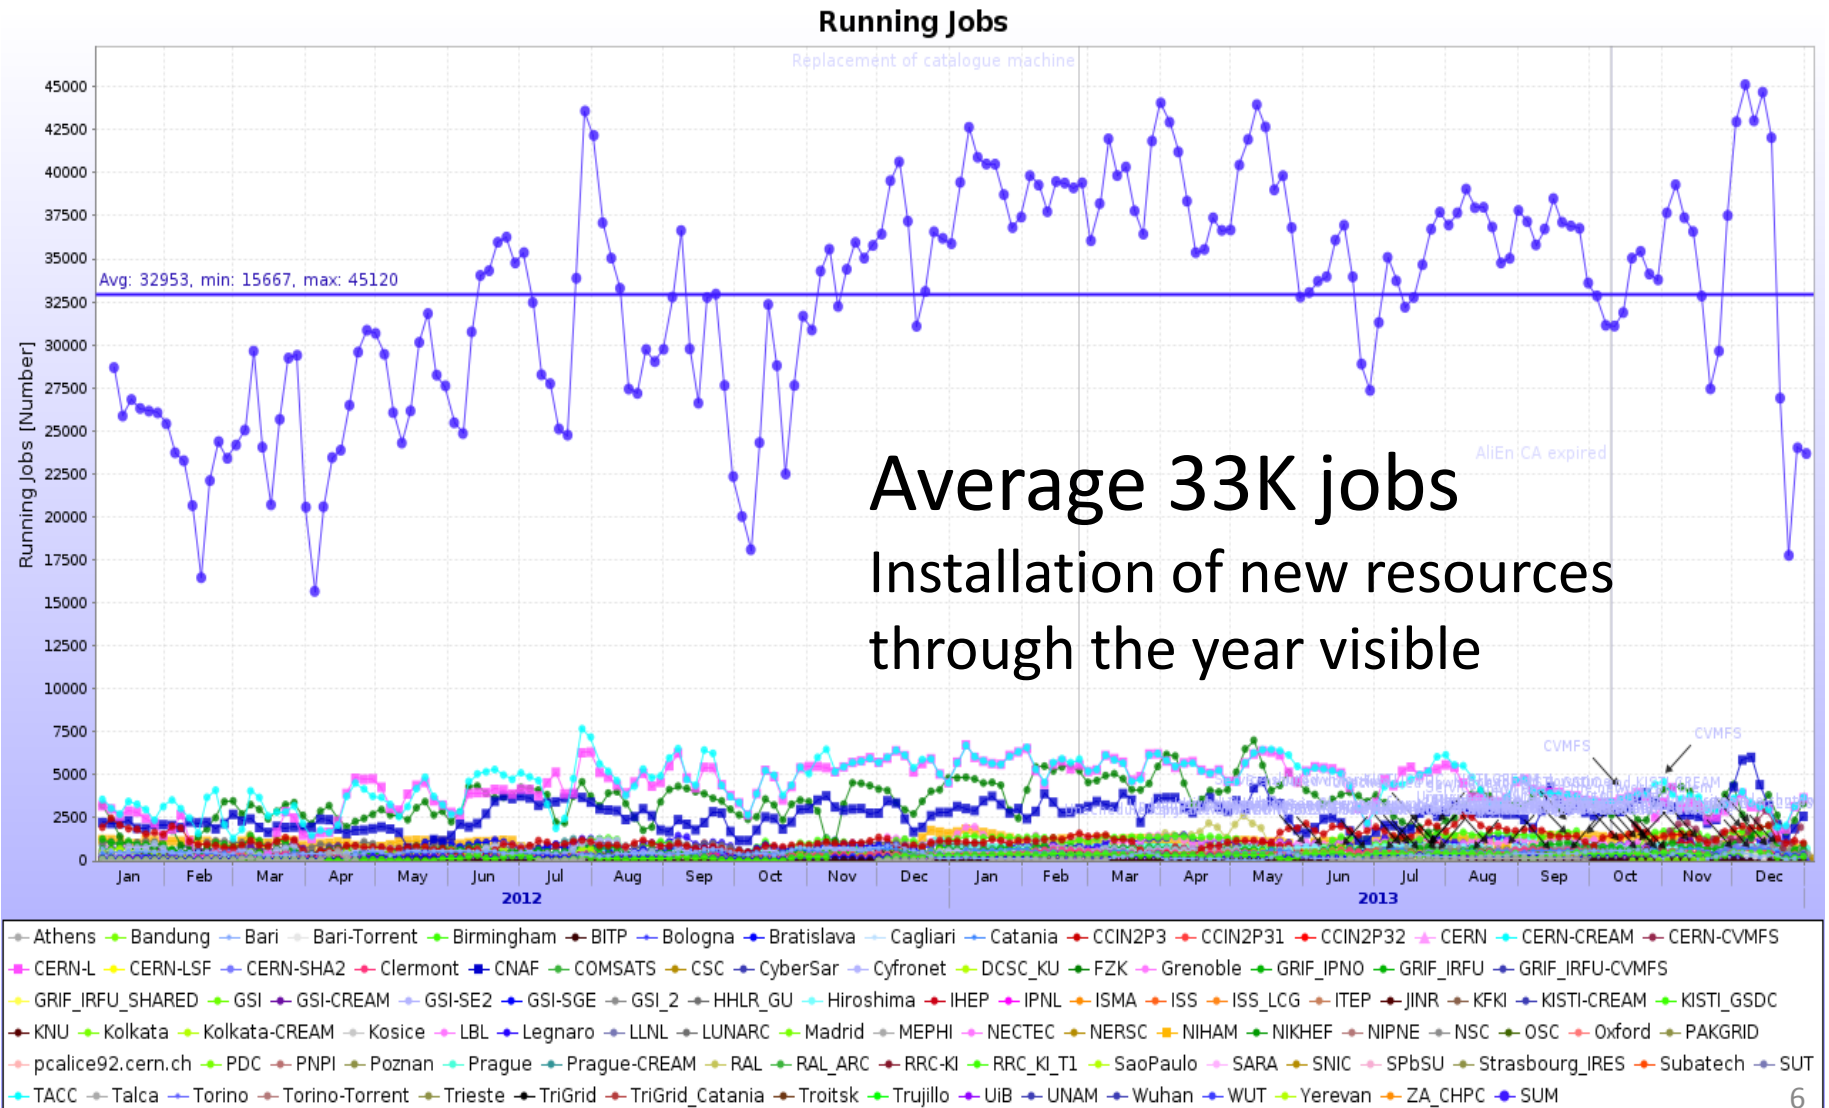 Running Jobs
Replacement of catalogue machine
45000
42500
40000
37500
35000
Avg: 32953, min: 15667, max: 45120
32500
30000
27500
25000
22500
20000
17500
15000
12500
10000
7500
5000
2500
0
Running Jobs [Number]
AliEn CA expired
Average 33K jobs
Installation of new resources
through the year visible
CVMFS
CVMFS
Jan Feb Mar Apr May Jun Jul Aug Sep Oct Nov Dec Jan Feb Mar Apr May Jun Jul Aug Sep Oct Nov Dec
2012 2013
Athens Bandung Bari Bari-Torrent Birmingham BITP Bologna Bratislava Cagliari Catania CCIN2P3 CCIN2P31 CCIN2P32 CERN CERN-CREAM CERN-CVMFS
CERN-L CERN-LSF CERN-SHA2 Clermont CNAF COMSATS CSC CyberSar Cyfronet DCSC_KU FZK Grenoble GRIF_IPNO GRIF_IRFU GRIF_IRFU-CVMFS
GRIF_IRFU_SHARED GSI GSI-CREAM GSI-SE2 GSI-SGE GSI_2 HHLR_GU Hiroshima IHEP IPNL ISMA ISS ISS_LCG ITEP JINR KFKI KISTI-CREAM KISTI_GSDC
KNU Kolkata Kolkata-CREAM Kosice LBL Legnaro LLNL LUNARC Madrid MEPHI NECTEC NERSC NIHAM NIKHEF NIPNE NSC OSC Oxford PAKGRID
pcalice92.cern.ch PDC PNPI Poznan Prague Prague-CREAM RAL RAL_ARC RRC-KI RRC_KI_T1 SaoPaulo SARA SNIC SPbSU Strasbourg_IRES Subatech SUT
TACC Talca Torino Torino-Torrent Trieste TriGrid TriGrid_Catania Troitsk Trujillo UiB UNAM Wuhan WUT Yerevan ZA_CHPC SUM
6